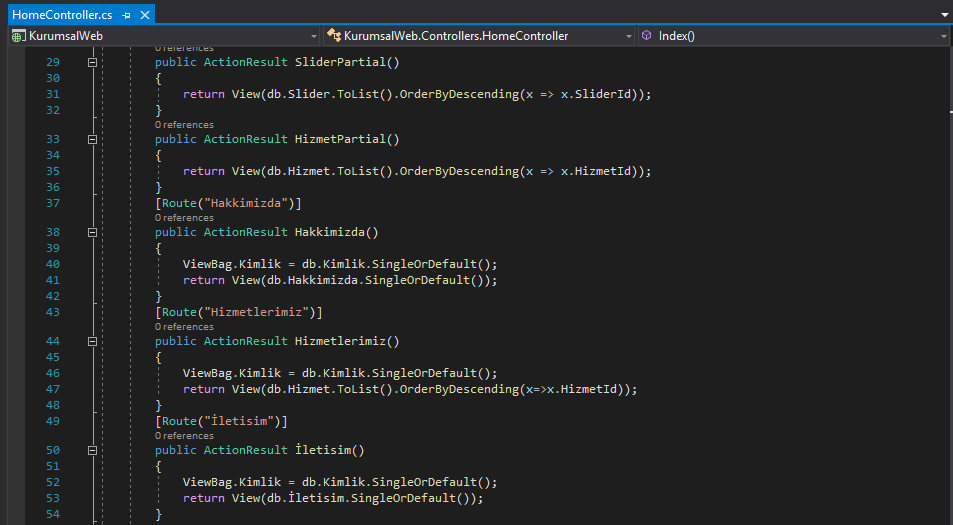 HomeController.cs
KurumsalWeb KurumsalWeb.Controllers.HomeController Index()
0 references
29 public ActionResult SliderPartial()
30 {
31 return View(db.Slider.ToList().OrderByDescending(x => x.SliderId));
32 }
0 references
33 public ActionResult HizmetPartial()
34 {
35 return View(db.Hizmet.ToList().OrderByDescending(x => x.HizmetId));
36 }
37 [Route("Hakkimizda")]
0 references
38 public ActionResult Hakkimizda()
39 {
40 ViewBag.Kimlik = db.Kimlik.SingleOrDefault();
41 return View(db.Hakkimizda.SingleOrDefault());
42 }
43 [Route("Hizmetlerimiz")]
0 references
44 public ActionResult Hizmetlerimiz()
45 {
46 ViewBag.Kimlik = db.Kimlik.SingleOrDefault();
47 return View(db.Hizmet.ToList().OrderByDescending(x=>x.HizmetId));
48 }
49 [Route("İletisim")]
0 references
50 public ActionResult İletisim()
51 {
52 ViewBag.Kimlik = db.Kimlik.SingleOrDefault();
53 return View(db.İletisim.SingleOrDefault());
54 }